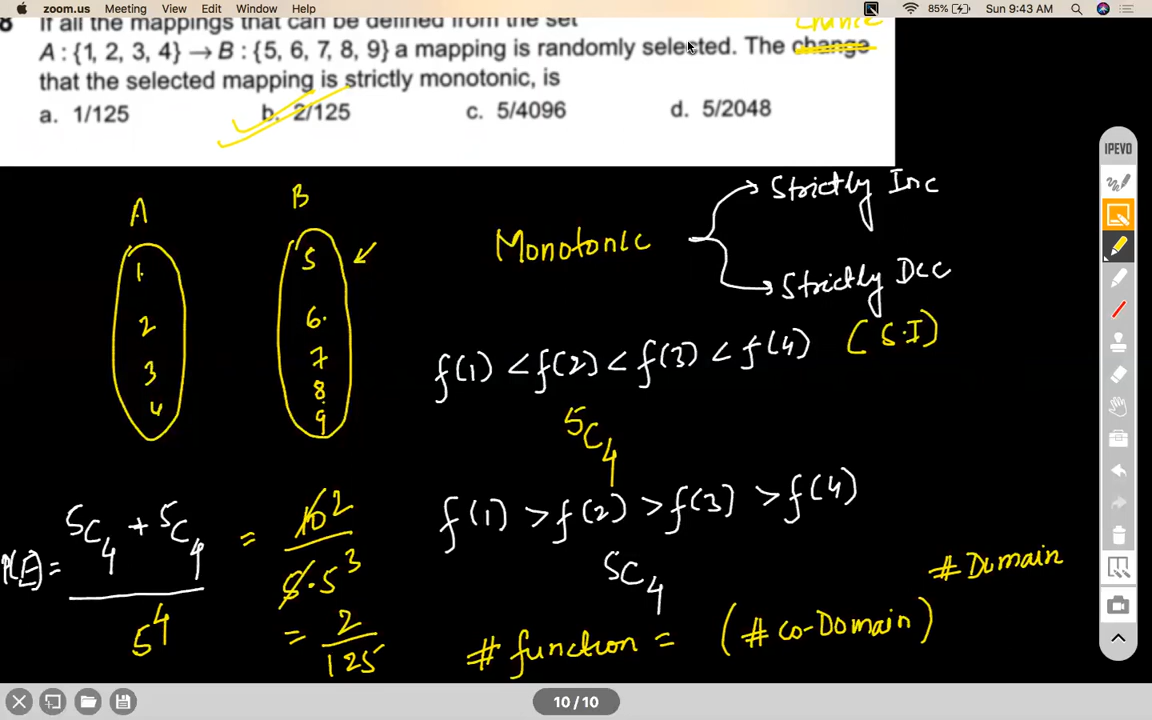 zoom.us Meeting View Edit Window Help 85% Sun 9:43 AM
8 If all the mappings that can be defined from the set chance
A : {1, 2, 3, 4} → B : {5, 6, 7, 8, 9} a mapping is randomly selected. The change
that the selected mapping is strictly monotonic, is
a. 1/125 b. 2/125 c. 5/4096 d. 5/2048
IPEVO
A B
1 5
2 6
3 7
4 8
9
Monotonic
Strictly Inc
Strictly Dec
f(1) < f(2) < f(3) < f(4) (S.I)
⁵C₄
f(1) > f(2) > f(3) > f(4)
5C₄
P(E) = ⁵C₄ + ⁵C₄ / 5⁴ = 10 2 / 5·5³
= 2/125
# function = (# co-Domain) # Domain
10 / 10